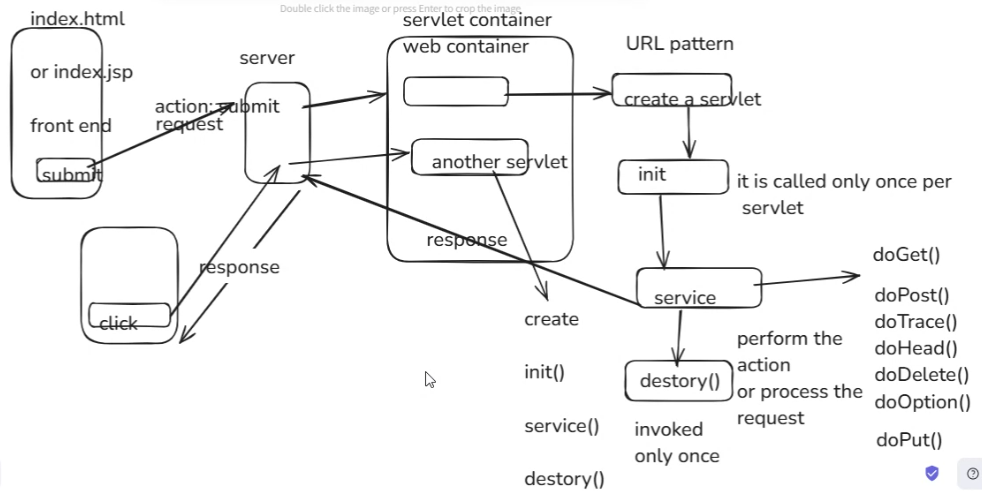 Double click the image or press Enter to crop the image
index.html
or index.jsp
front end
submit
action: submit
request
server
servlet container
web container
another servlet
response
URL pattern
create a servlet
init
it is called only once per
servlet
service
doGet()
doPost()
doTrace()
doHead()
doDelete()
doOption()
doPut()
perform the
action
or process the
request
destory()
invoked
only once
create
init()
service()
destory()
response
click